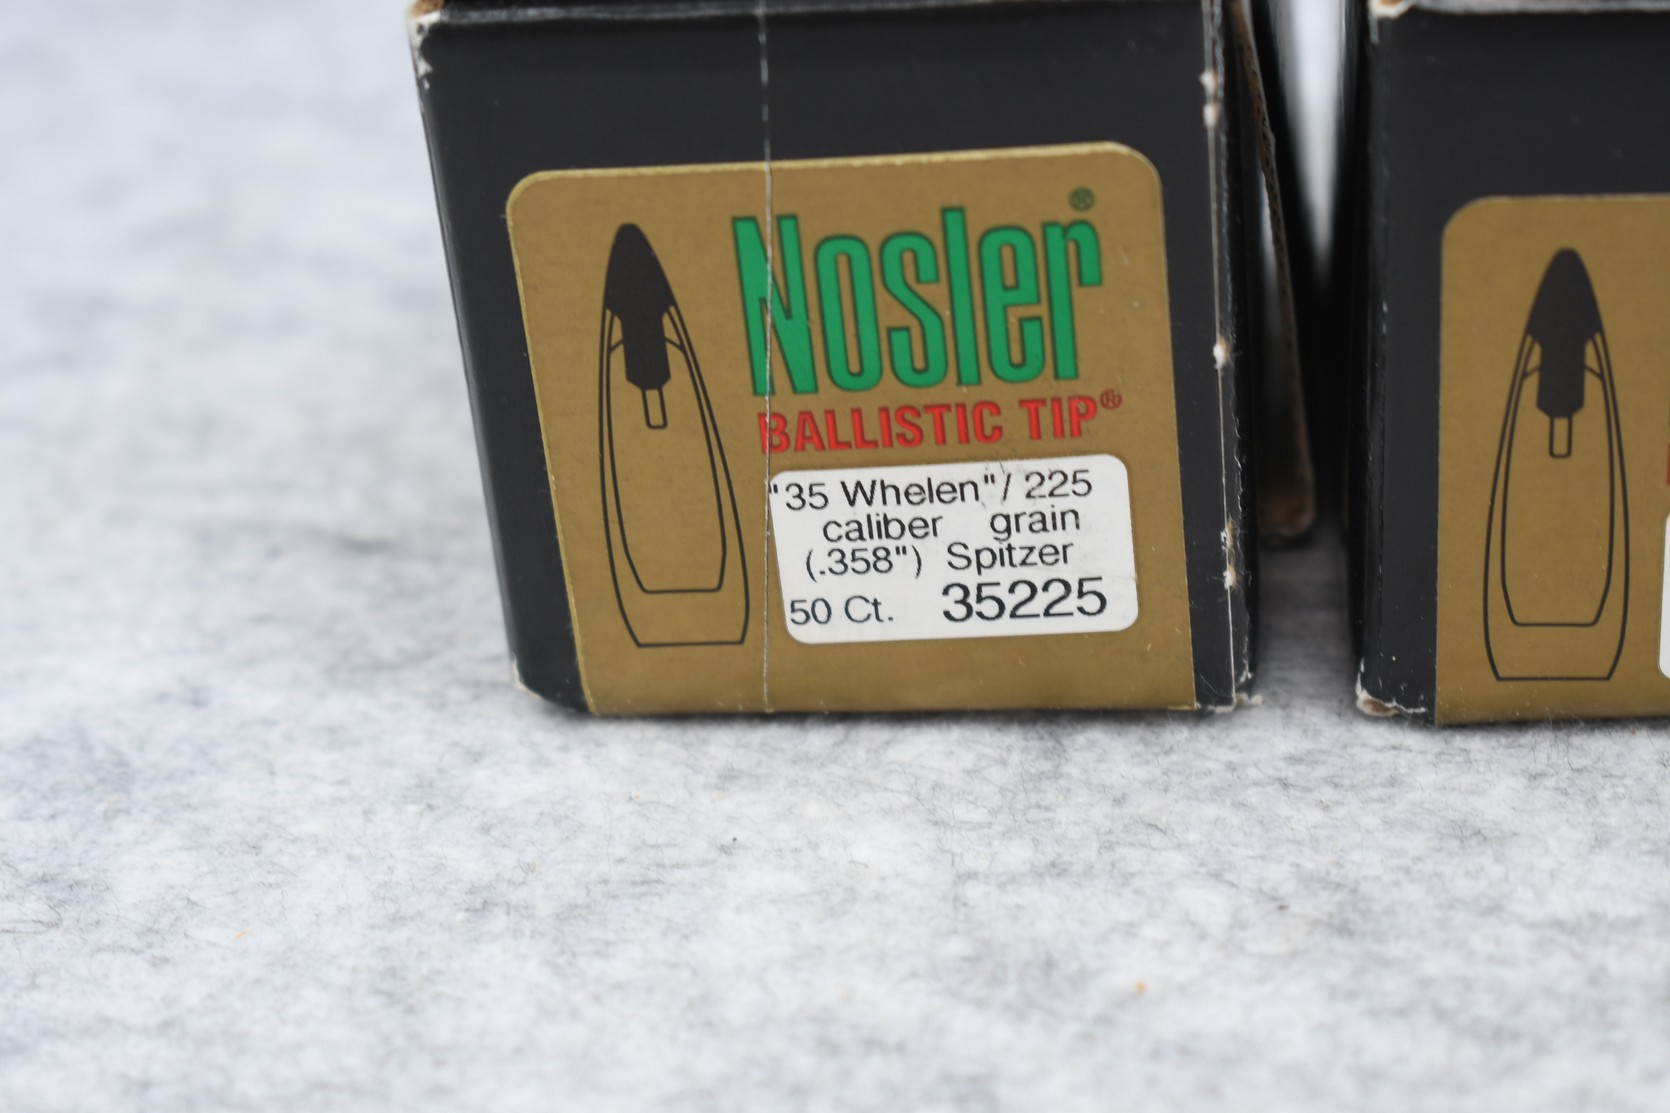 Nosler®
BALLISTIC TIP®
"35 Whelen"/ 225
caliber grain
(.358") Spitzer
50 Ct. 35225